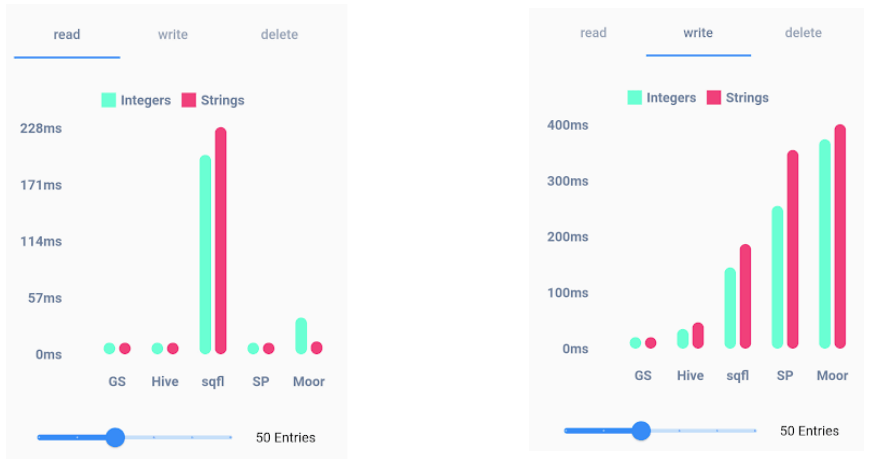 read write delete
Integers Strings
228ms
171ms
114ms
57ms
0ms
GS Hive sqfl SP Moor
50 Entries
read write delete
Integers Strings
400ms
300ms
200ms
100ms
0ms
GS Hive sqfl SP Moor
50 Entries